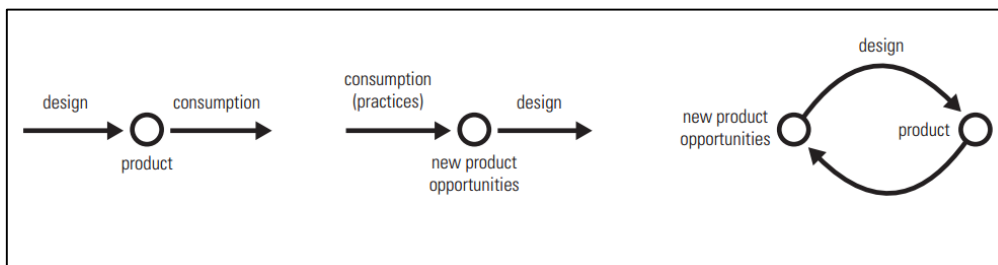 design
consumption
product
consumption
(practices)
design
new product
opportunities
design
new product
opportunities
product